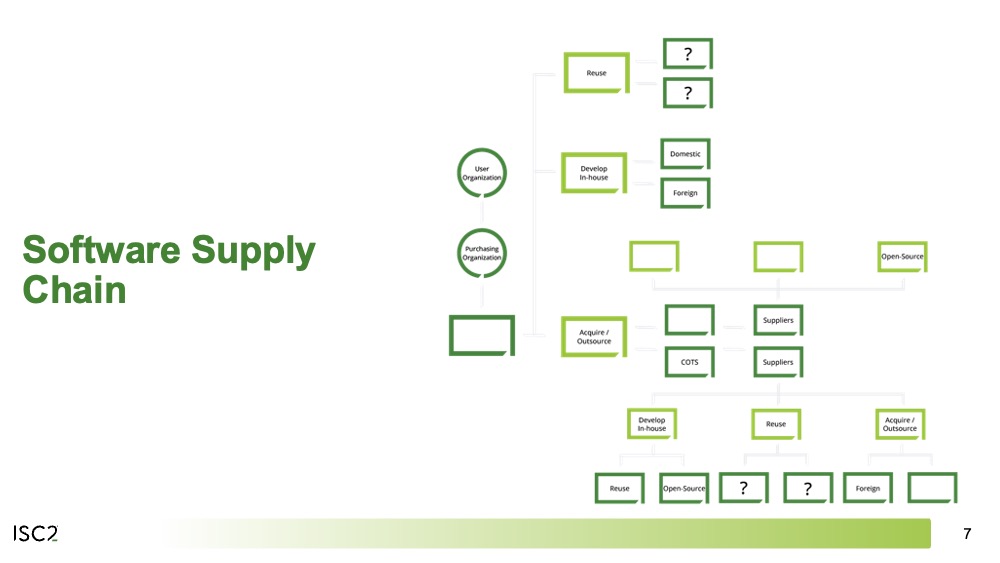 Software Supply
Chain
Reuse
?
?
User
Organization
Develop
In-house
Domestic
Foreign
Purchasing
Organization
Open-Source
Acquire /
Outsource
Suppliers
COTS
Suppliers
Develop
In-house
Reuse
Acquire /
Outsource
Reuse
Open-Source
?
?
Foreign
ISC2
7